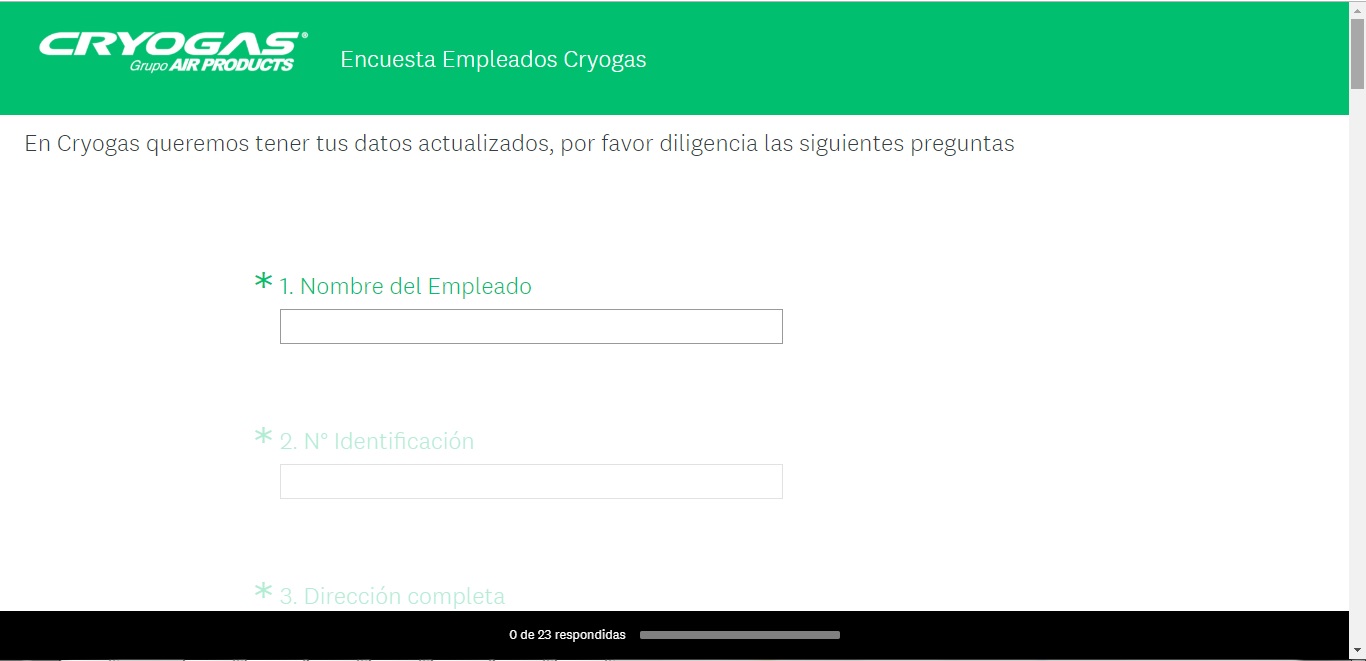 CRYOGAS®
Grupo AIR PRODUCTS
Encuesta Empleados Cryogas
En Cryogas queremos tener tus datos actualizados, por favor diligencia las siguientes preguntas
* 1. Nombre del Empleado
* 2. N° Identificación
* 3. Dirección completa
0 de 23 respondidas